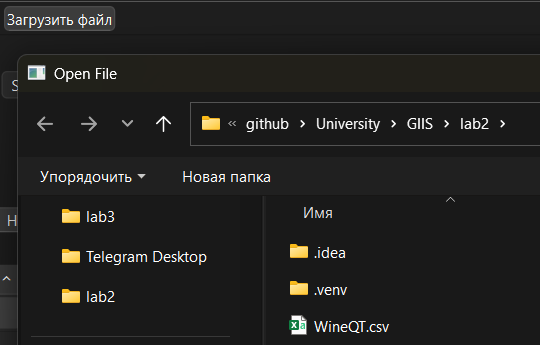 Загрузить файл
Open File
S
« github > University > GIIS > lab2 >
Упорядочить Новая папка
Имя
lab3
.idea
Telegram Desktop
.venv
lab2
WineQT.csv
Н